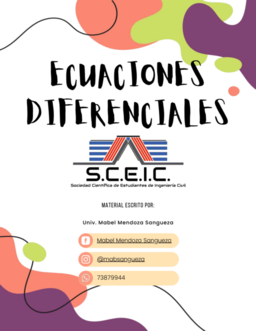 ECUACIONES
DIFERENCIALES
S.C.E.I.C.
Sociedad Científica de Estudiantes de Ingeniería Civil
MATERIAL ESCRITO POR:
Univ. Mabel Mendoza Sangueza
Mabel Mendoza Sangueza
@mabsangueza
73879944